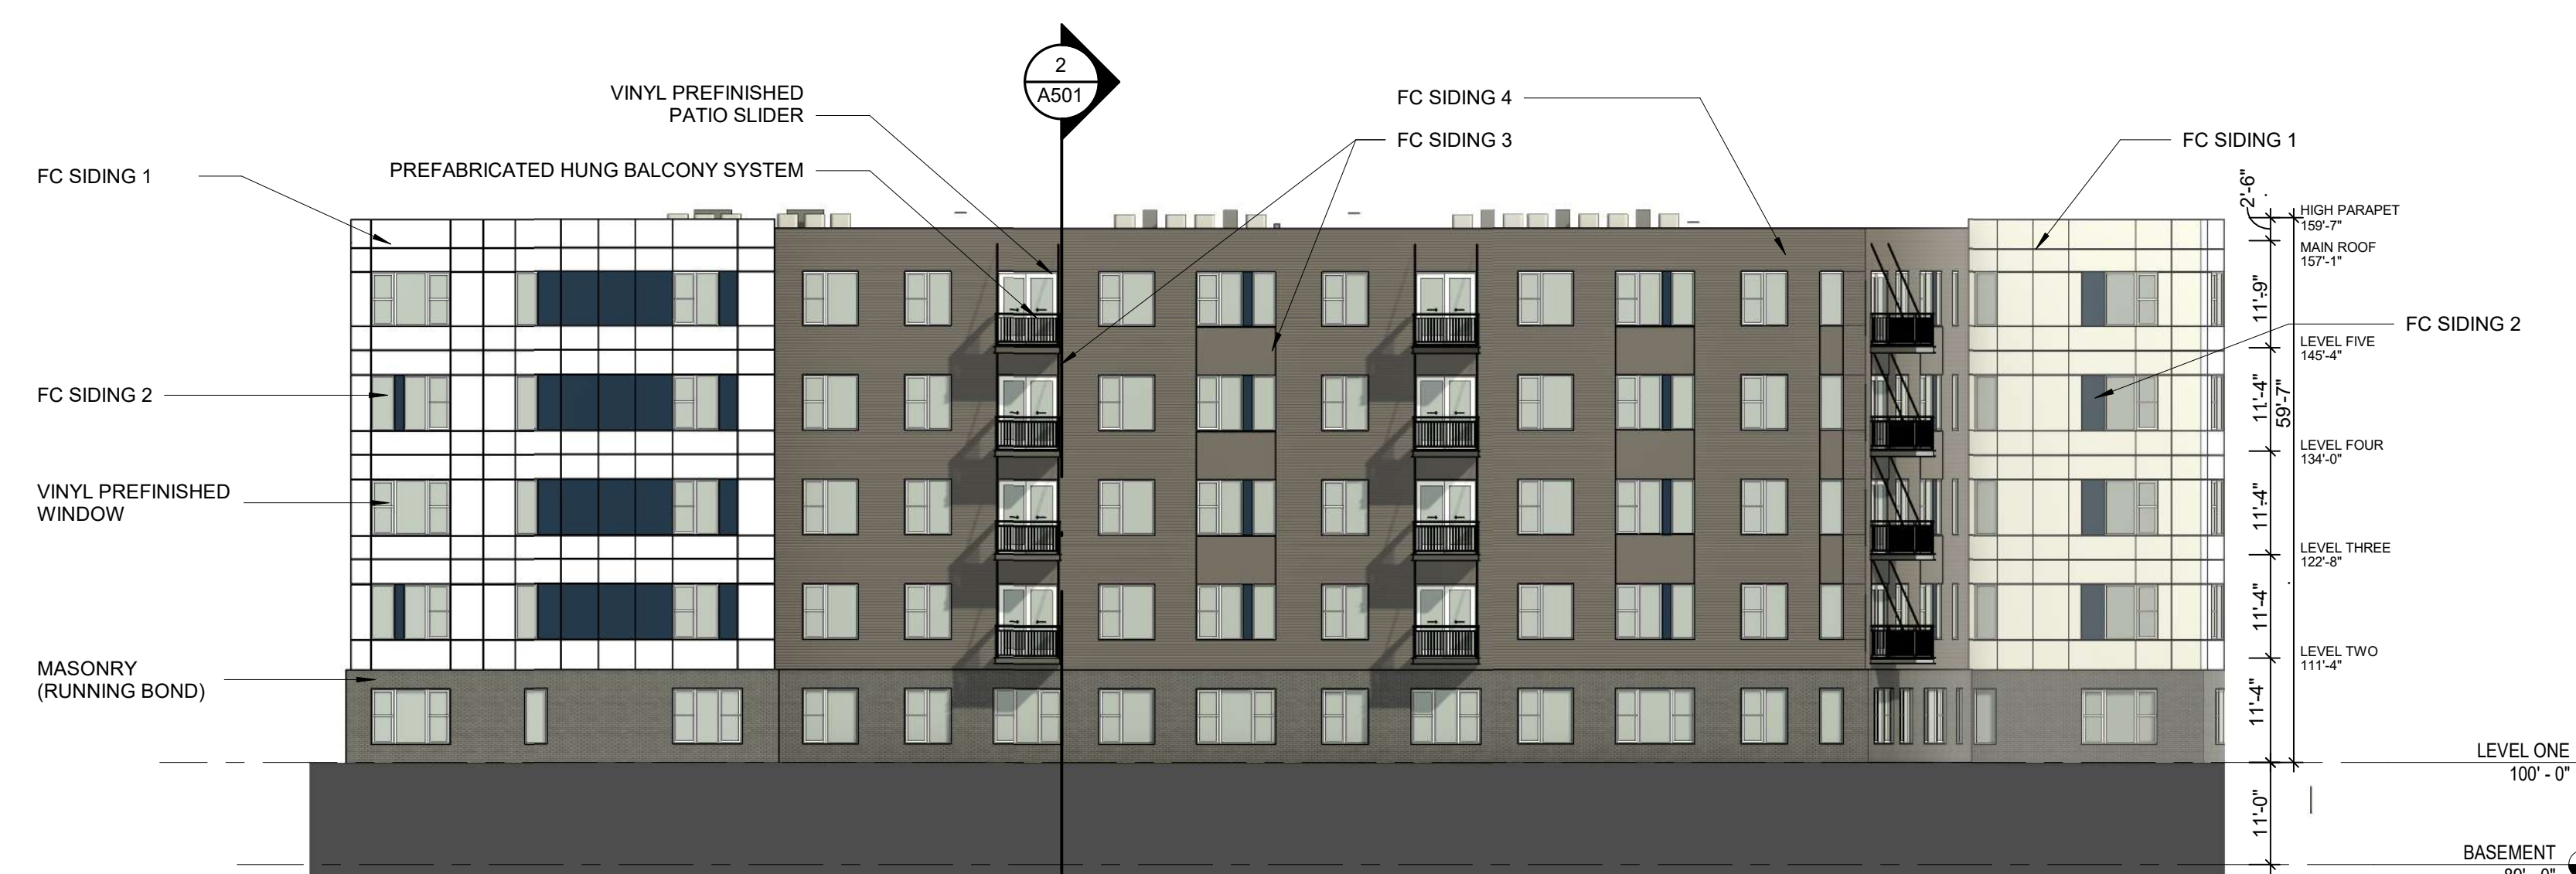 2
A501
VINYL PREFINISHED
PATIO SLIDER
PREFABRICATED HUNG BALCONY SYSTEM
FC SIDING 1
FC SIDING 2
VINYL PREFINISHED
WINDOW
MASONRY
(RUNNING BOND)
FC SIDING 4
FC SIDING 3
FC SIDING 1
FC SIDING 2
2'-6"
11'-9"
11'-4"
11'-4"
11'-4"
11'-4"
11'-0"
59'-7"
HIGH PARAPET
159'-7"
MAIN ROOF
157'-1"
LEVEL FIVE
145'-4"
LEVEL FOUR
134'-0"
LEVEL THREE
122'-8"
LEVEL TWO
111'-4"
LEVEL ONE
100' - 0"
BASEMENT